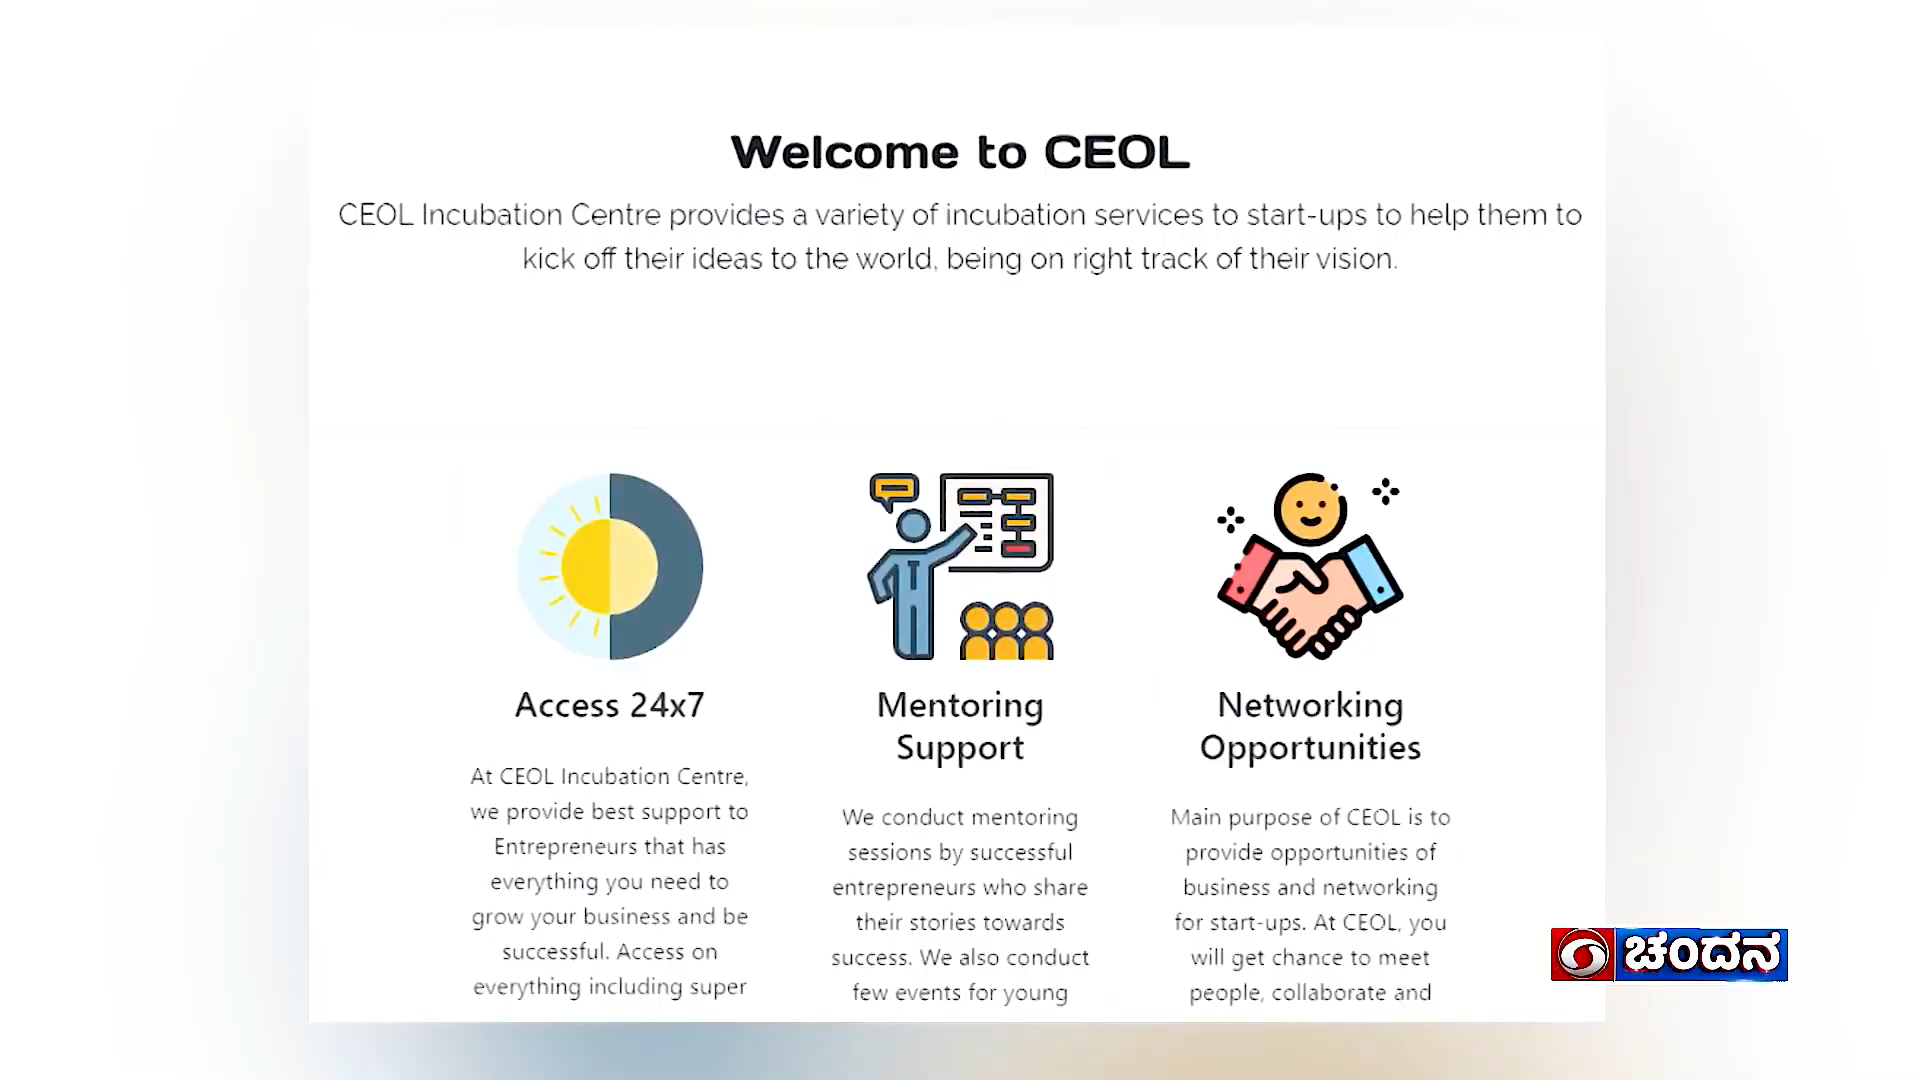 Welcome to CEOL
CEOL Incubation Centre provides a variety of incubation services to start-ups to help them to
kick off their ideas to the world, being on right track of their vision.
Access 24x7
At CEOL Incubation Centre,
we provide best support to
Entrepreneurs that has
everything you need to
grow your business and be
successful. Access on
everything including super
Mentoring
Support
We conduct mentoring
sessions by successful
entrepreneurs who share
their stories towards
success. We also conduct
few events for young
Networking
Opportunities
Main purpose of CEOL is to
provide opportunities of
business and networking
for start-ups. At CEOL, you
will get chance to meet
people, collaborate and
ಚಂದನ